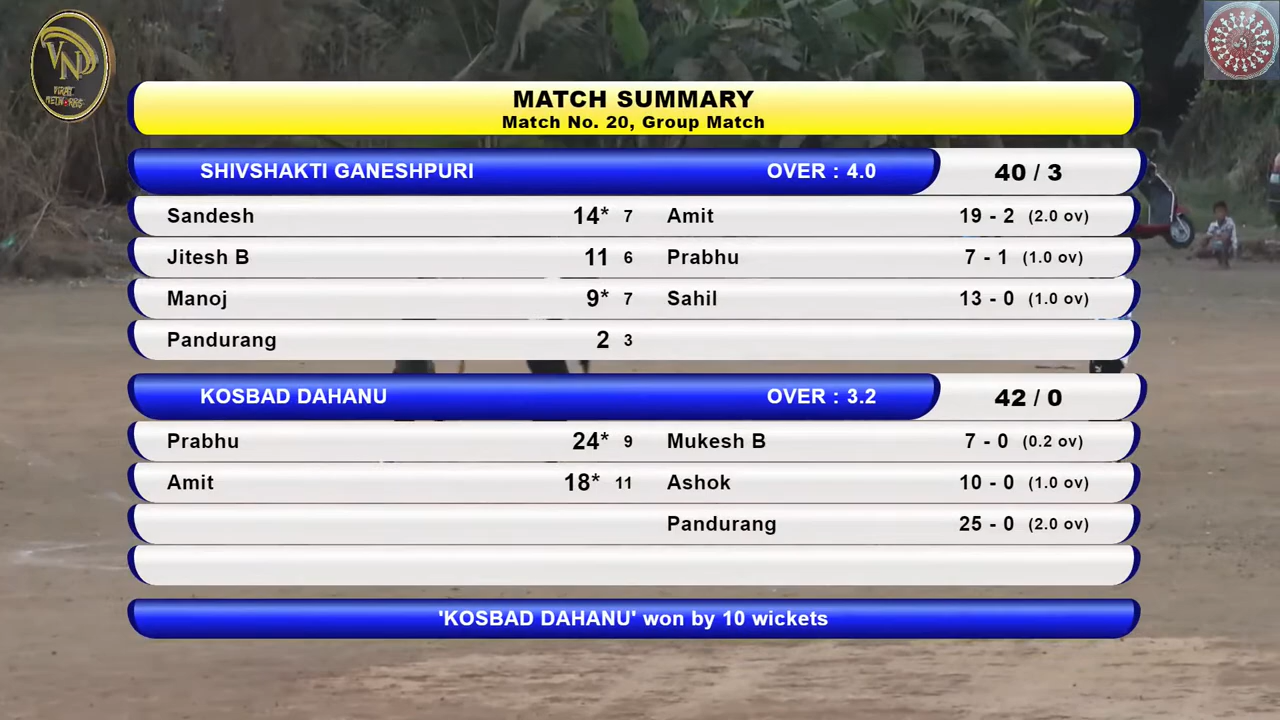 VN
VIRAT
NETWORKS
MATCH SUMMARY
Match No. 20, Group Match
SHIVSHAKTI GANESHPURI OVER : 4.0 40 / 3
Sandesh 14* 7 Amit 19 - 2 (2.0 ov)
Jitesh B 11 6 Prabhu 7 - 1 (1.0 ov)
Manoj 9* 7 Sahil 13 - 0 (1.0 ov)
Pandurang 2 3
KOSBAD DAHANU OVER : 3.2 42 / 0
Prabhu 24* 9 Mukesh B 7 - 0 (0.2 ov)
Amit 18* 11 Ashok 10 - 0 (1.0 ov)
Pandurang 25 - 0 (2.0 ov)
'KOSBAD DAHANU' won by 10 wickets